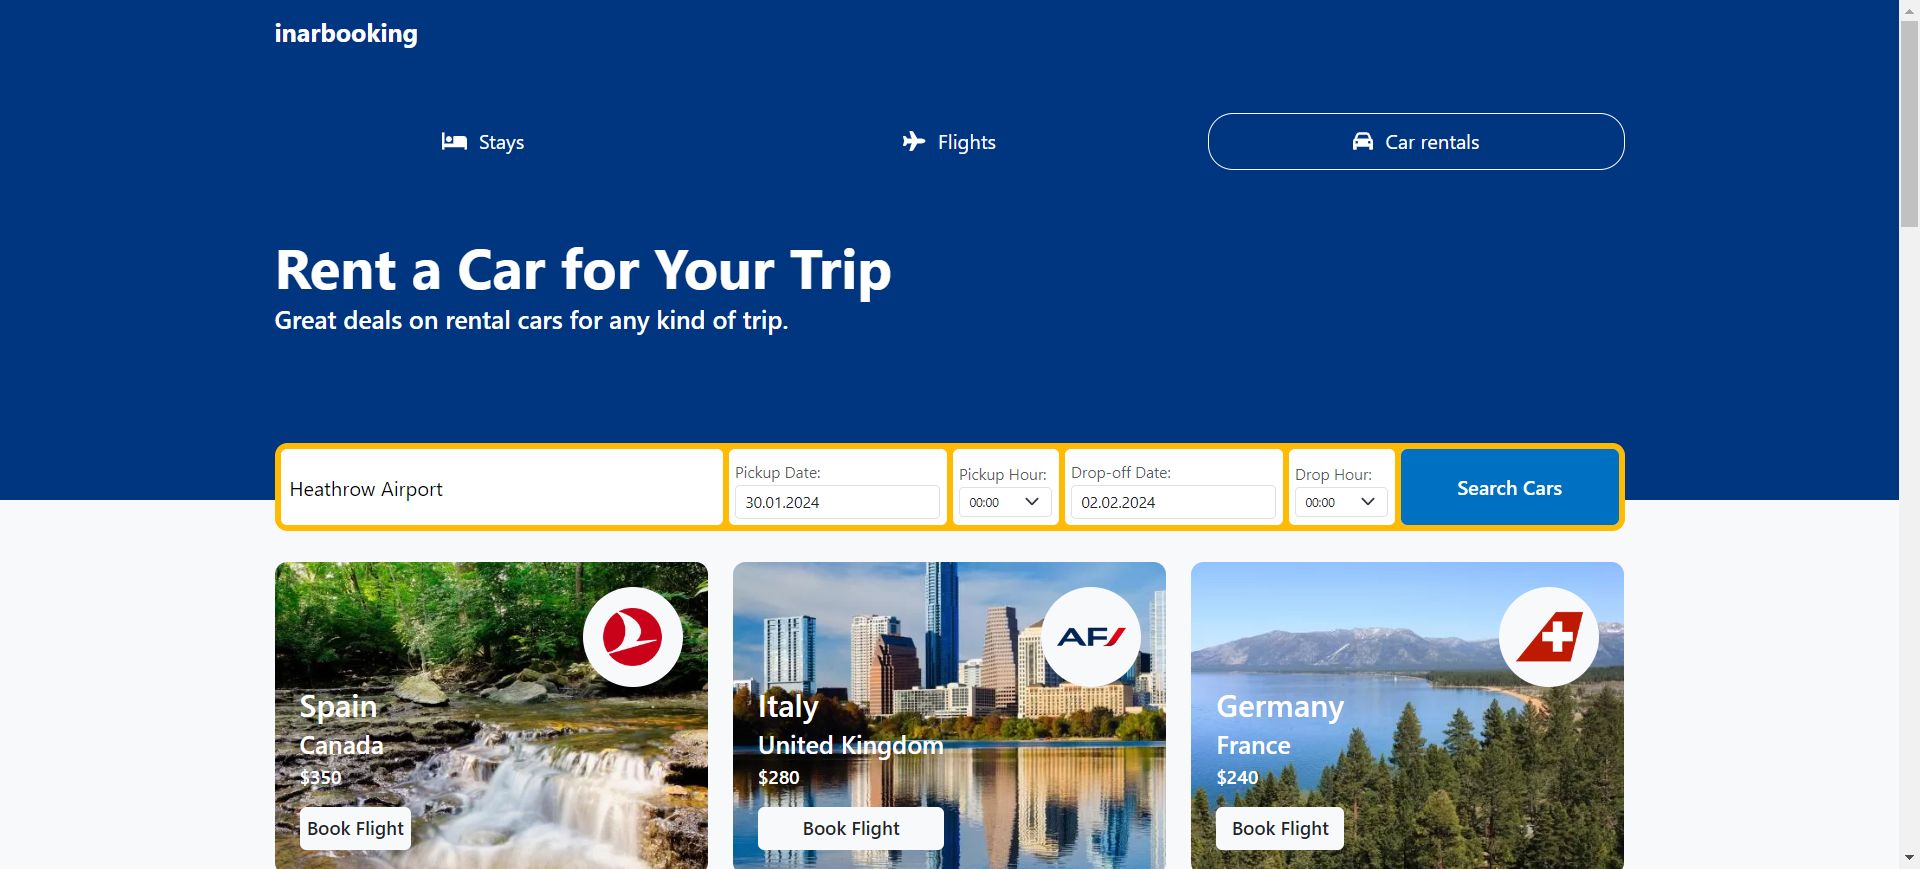 inarbooking
Stays
Flights
Car rentals
Rent a Car for Your Trip
Great deals on rental cars for any kind of trip.
Heathrow Airport
Pickup Date:
30.01.2024
Pickup Hour:
00:00
Drop-off Date:
02.02.2024
Drop Hour:
00:00
Search Cars
Spain
Canada
$350
Book Flight
AF
Italy
United Kingdom
$280
Book Flight
Germany
France
$240
Book Flight